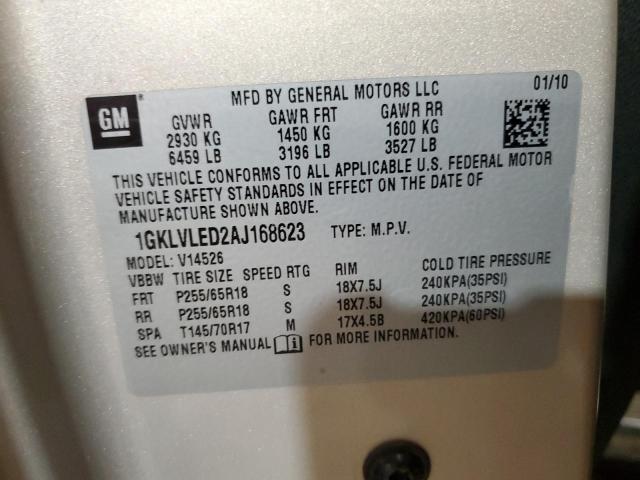 GM
MFD BY GENERAL MOTORS LLC 01/10
GVWR GAWR FRT GAWR RR
2930 KG 1450 KG 1600 KG
6459 LB 3196 LB 3527 LB
THIS VEHICLE CONFORMS TO ALL APPLICABLE U.S. FEDERAL MOTOR
VEHICLE SAFETY STANDARDS IN EFFECT ON THE DATE OF
MANUFACTURE SHOWN ABOVE.
1GKLVLED2AJ168623 TYPE: M.P.V.
MODEL: V14526
VBBW TIRE SIZE SPEED RTG RIM COLD TIRE PRESSURE
FRT P255/65R18 S 18X7.5J 240KPA(35PSI)
RR P255/65R18 S 18X7.5J 240KPA(35PSI)
SPA T145/70R17 M 17X4.5B 420KPA(60PSI)
SEE OWNER'S MANUAL FOR MORE INFORMATION.